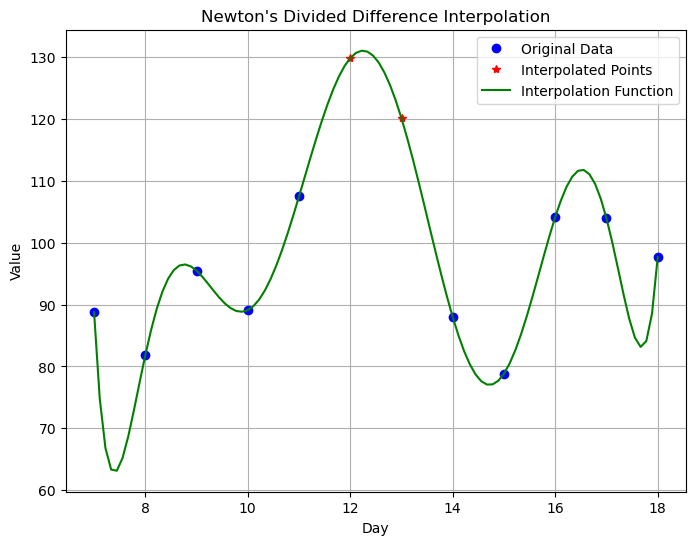 Newton's Divided Difference Interpolation
Original Data
Interpolated Points
Interpolation Function
Value
130
120
110
100
90
80
70
60
8
10
12
14
16
18
Day